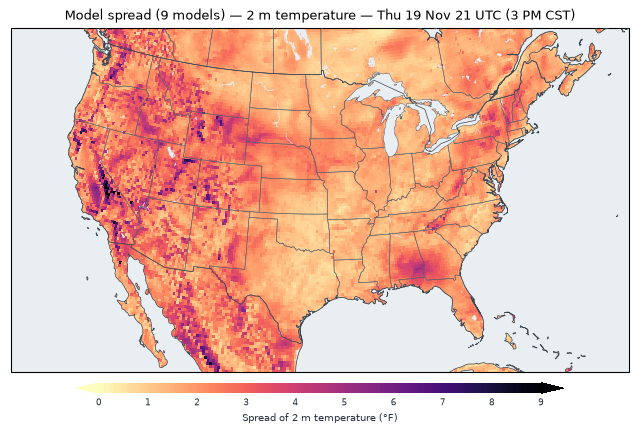 Model spread (9 models) — 2 m temperature — Thu 19 Nov 21 UTC (3 PM CST)
0 1 2 3 4 5 6 7 8 9
Spread of 2 m temperature (°F)